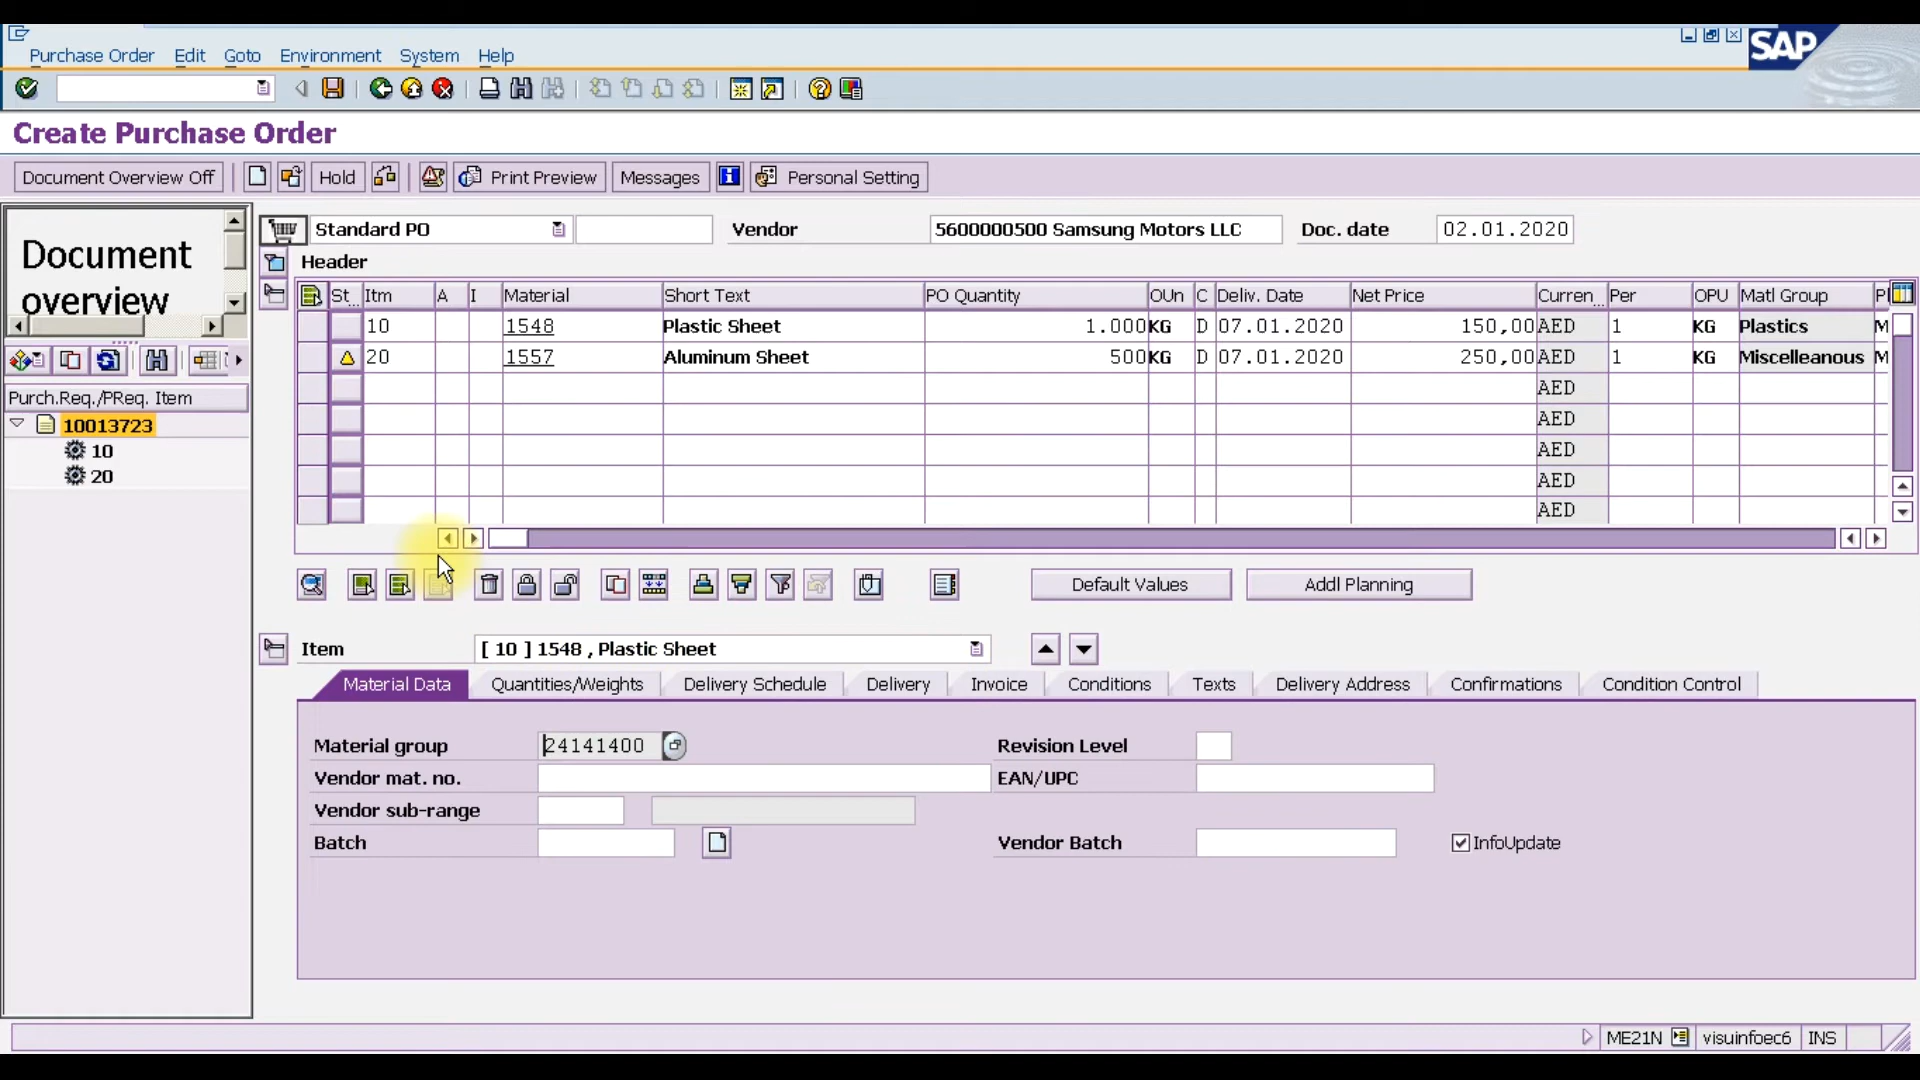 Purchase Order Edit Goto Environment System Help
SAP
Create Purchase Order
Document Overview Off Hold Print Preview Messages Personal Setting
Document
overview
Purch.Req./PReq. Item
10013723
10
20
Standard PO Vendor 5600000500 Samsung Motors LLC Doc. date 02.01.2020
Header
St... Itm A I Material Short Text PO Quantity OUn C Deliv. Date Net Price Curren... Per OPU Matl Group Pl
10 1548 Plastic Sheet 1.000 KG D 07.01.2020 150,00 AED 1 KG Plastics M
20 1557 Aluminum Sheet 500 KG D 07.01.2020 250,00 AED 1 KG Miscelleanous M
AED
AED
AED
AED
AED
Default Values Addl Planning
Item [ 10 ] 1548 , Plastic Sheet
Material Data Quantities/Weights Delivery Schedule Delivery Invoice Conditions Texts Delivery Address Confirmations Condition Control
Material group 24141400 Revision Level
Vendor mat. no. EAN/UPC
Vendor sub-range
Batch Vendor Batch InfoUpdate
ME21N visuinfoec6 INS